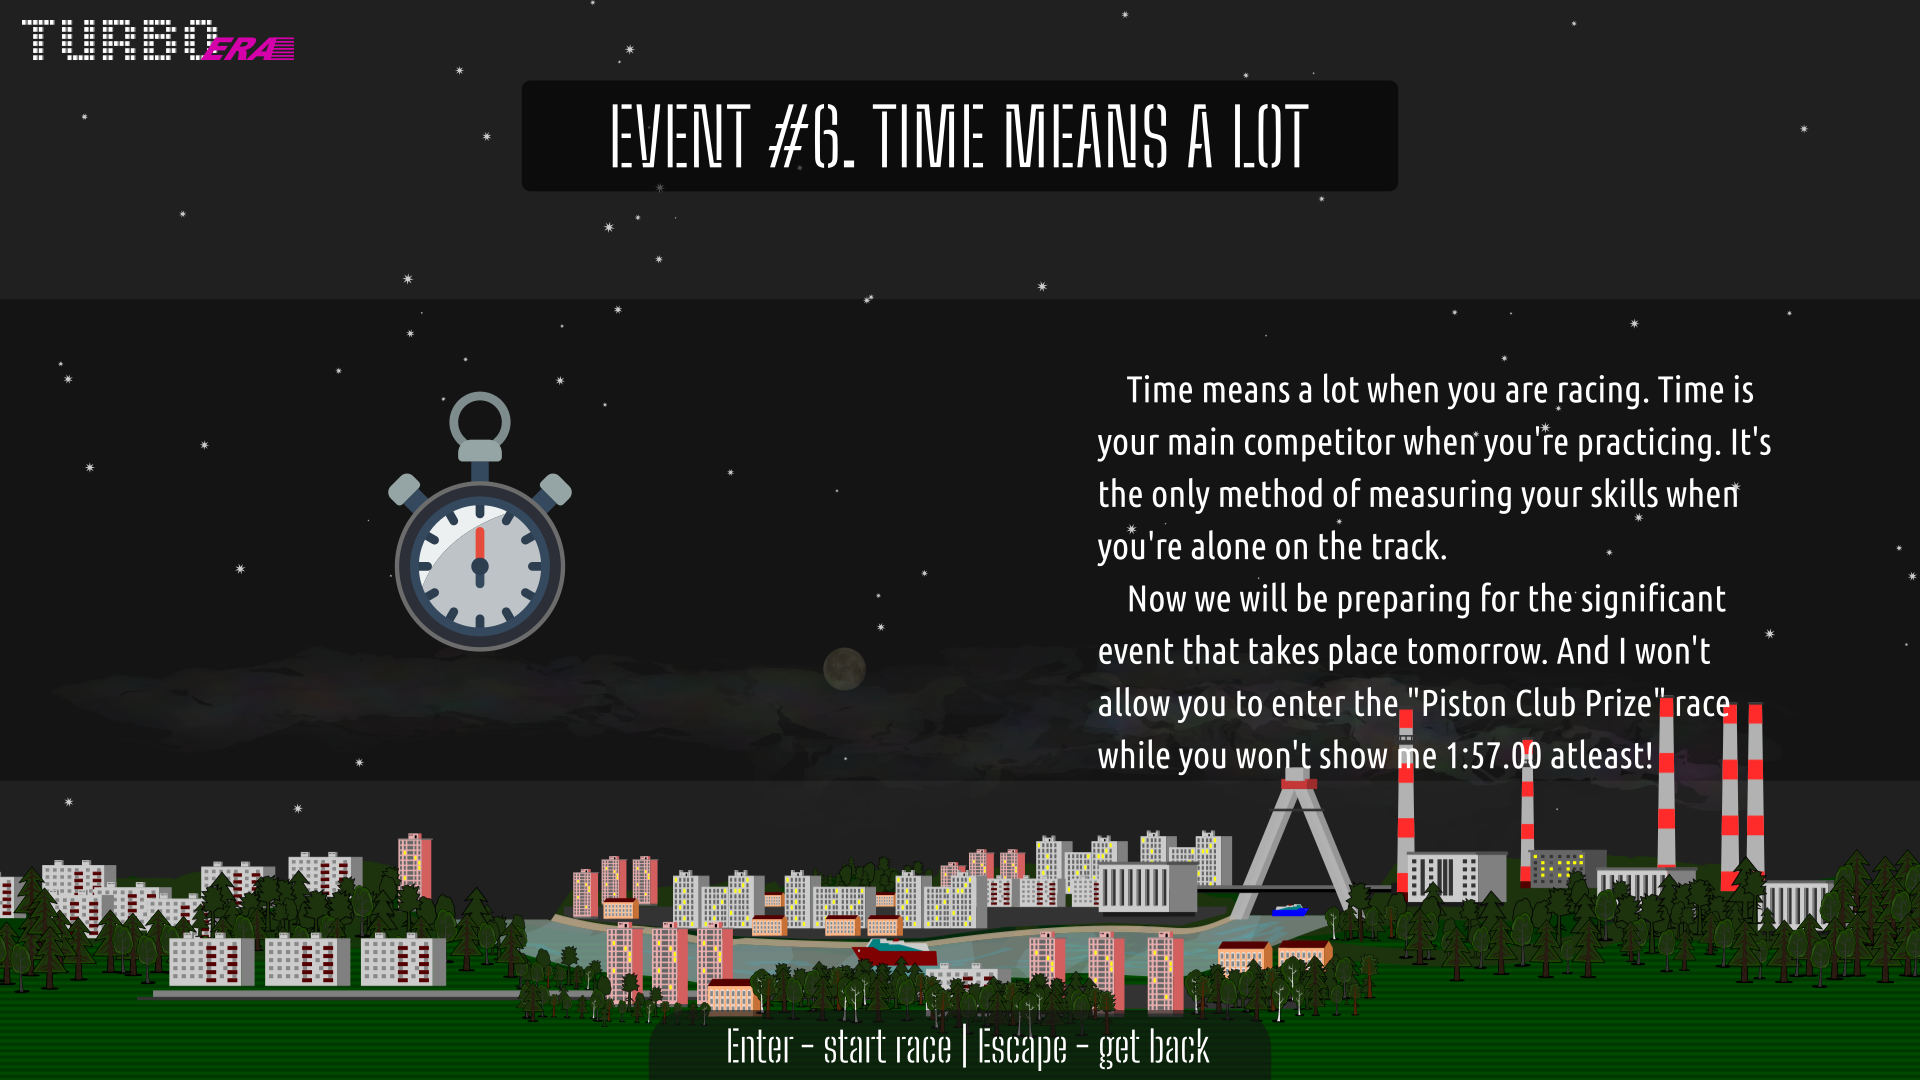 TURBO ERA
EVENT #6. TIME MEANS A LOT
Time means a lot when you are racing. Time is
your main competitor when you're practicing. It's
the only method of measuring your skills when
you're alone on the track.
Now we will be preparing for the significant
event that takes place tomorrow. And I won't
allow you to enter the "Piston Club Prize" race
while you won't show me 1:57.00 atleast!
Enter - start race | Escape - get back